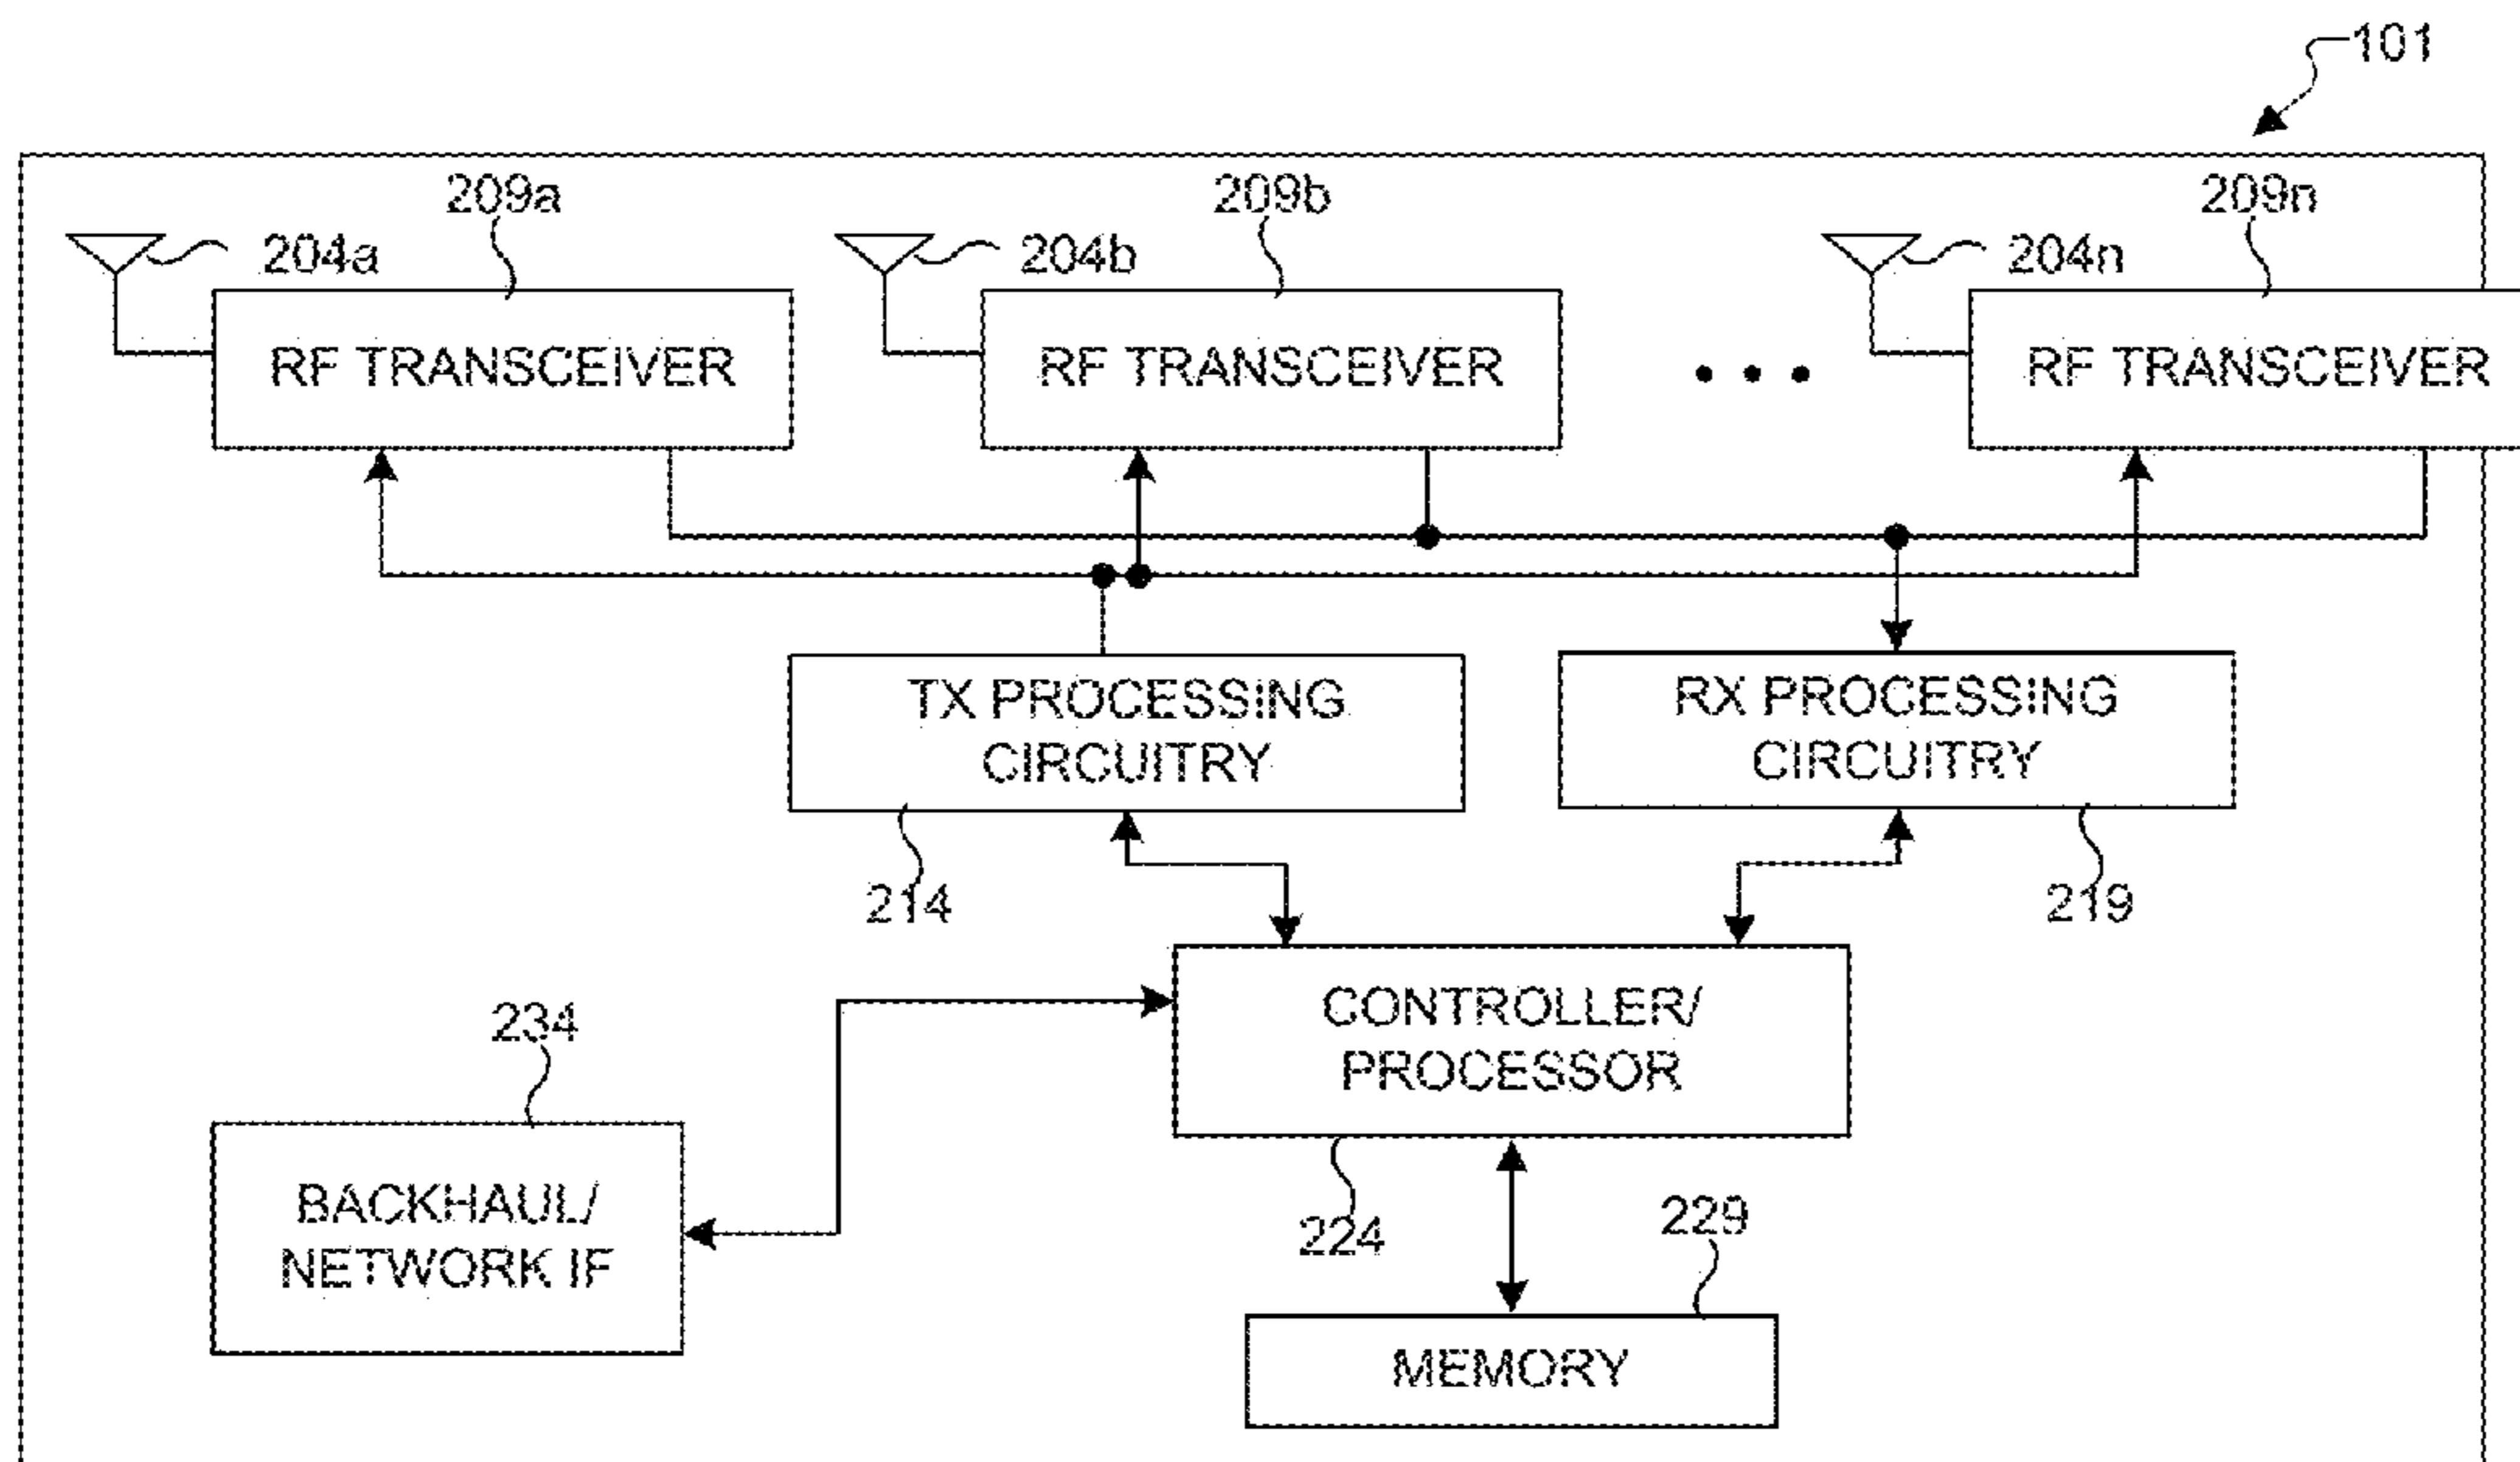 101
209a
209b
209n
204a
204b
204n
RF TRANSCEIVER
RF TRANSCEIVER
RF TRANSCEIVER
TX PROCESSING
CIRCUITRY
RX PROCESSING
CIRCUITRY
214
219
CONTROLLER/
PROCESSOR
234
BACKHAUL/
NETWORK IF
224
229
MEMORY